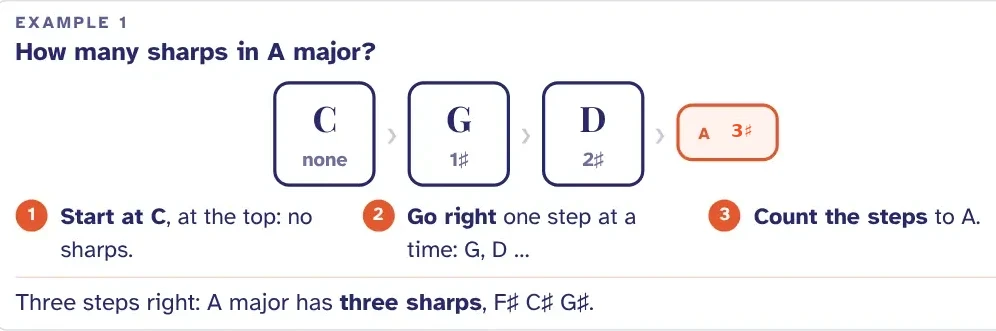 EXAMPLE 1
How many sharps in A major?
C
none
›
G
1♯
›
D
2♯
›
A 3♯
1 Start at C, at the top: no
sharps.
2 Go right one step at a
time: G, D ...
3 Count the steps to A.
Three steps right: A major has three sharps, F♯ C♯ G♯.